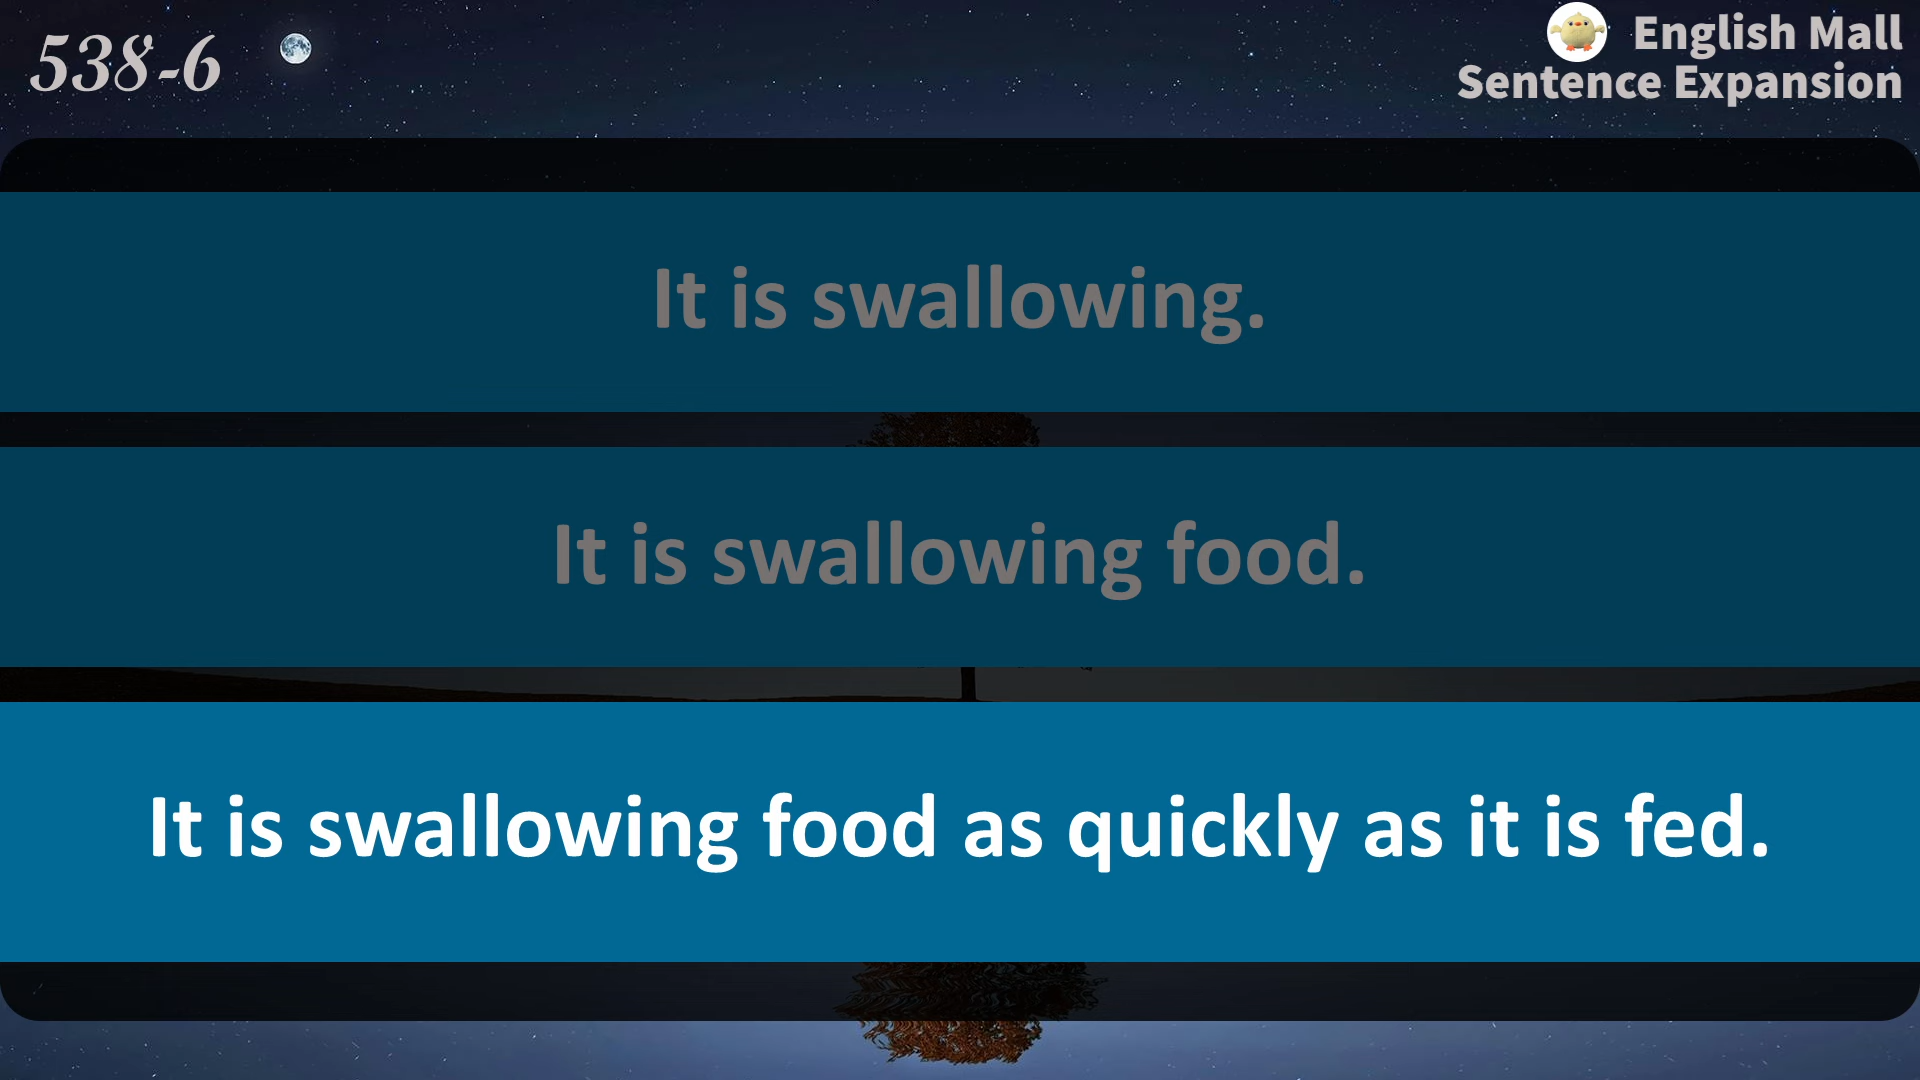 538-6
English Mall
Sentence Expansion
It is swallowing.
It is swallowing food.
It is swallowing food as quickly as it is fed.